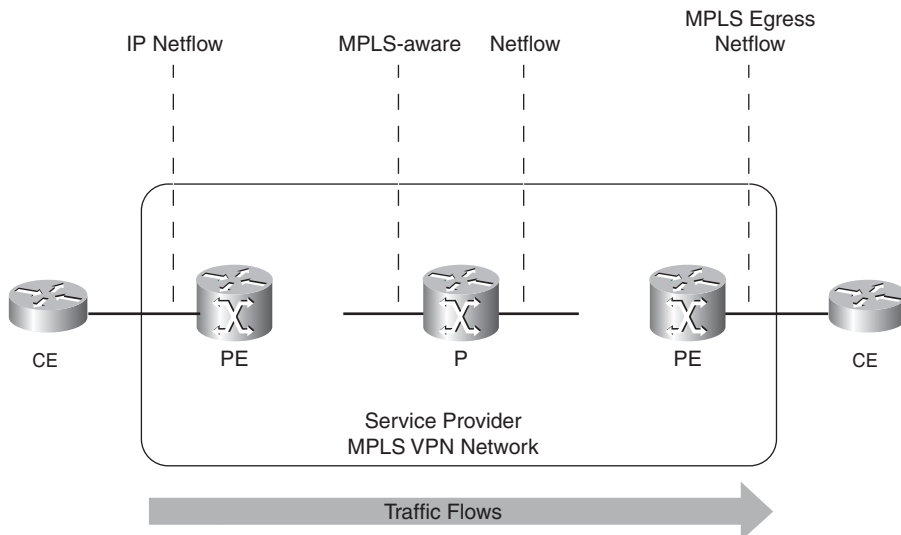 MPLS Egress
IP Netflow MPLS-aware Netflow Netflow
CE PE P PE CE
Service Provider
MPLS VPN Network
Traffic Flows